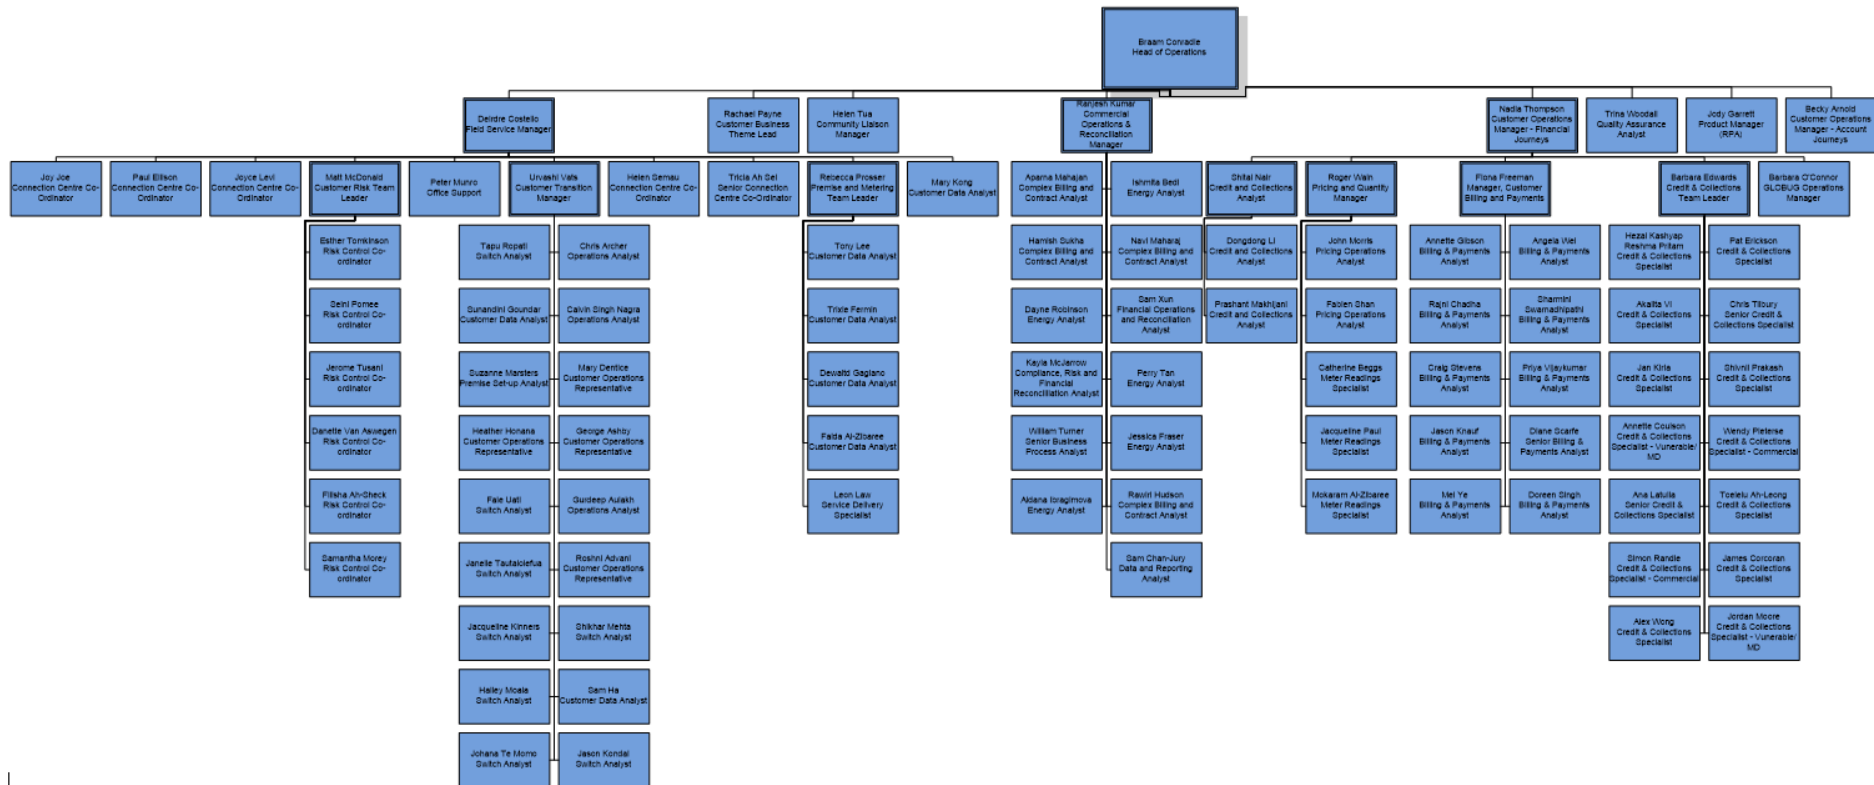 Braam Conradie
Head of Operations
Deirdre Costello
Field Service Manager
Rachael Payne
Customer Business
Theme Lead
Helen Tua
Community Liaison
Manager
Ranjesh Kumar
Commercial
Operations &
Reconciliation
Manager
Nadia Thompson
Customer Operations
Manager - Financial
Journeys
Trina Woodall
Quality Assurance
Analyst
Jody Garrett
Product Manager
(RPA)
Becky Arnold
Customer Operations
Manager - Account
Journeys
Joy Joe
Connection Centre Co-
Ordinator
Paul Ellson
Connection Centre Co-
Ordinator
Joyce Levi
Connection Centre Co-
Ordinator
Matt McDonald
Customer Risk Team
Leader
Peter Munro
Office Support
Urvashi Vats
Customer Transition
Manager
Helen Semau
Connection Centre Co-
Ordinator
Tricia Ah Sei
Senior Connection
Centre Co-Ordinator
Rebecca Prosser
Premise and Metering
Team Leader
Mary Kong
Customer Data Analyst
Aparna Mahajan
Complex Billing and
Contract Analyst
Ishmita Bedi
Energy Analyst
Shital Nair
Credit and Collections
Analyst
Roger Wain
Pricing and Quantity
Manager
Fiona Freeman
Manager, Customer
Billing and Payments
Barbara Edwards
Credit & Collections
Team Leader
Barbara O'Connor
GLOBUG Operations
Manager
Esther Tomkinson
Risk Control Co-
ordinator
Seini Pomee
Risk Control Co-
ordinator
Jerome Tusani
Risk Control Co-
ordinator
Danette Van Aswegen
Risk Control Co-
ordinator
Filisha Ah-Sheck
Risk Control Co-
ordinator
Samantha Morey
Risk Control Co-
ordinator
Tapu Ropati
Switch Analyst
Chris Archer
Operations Analyst
Sunandini Goundar
Customer Data Analyst
Calvin Singh Nagra
Operations Analyst
Suzanne Marsters
Premise Set-up Analyst
Mary Dentice
Customer Operations
Representative
Heather Honana
Customer Operations
Representative
George Ashby
Customer Operations
Representative
Fale Uati
Switch Analyst
Gurdeep Aulakh
Operations Analyst
Janelle Tautaiolefua
Switch Analyst
Roshni Advani
Customer Operations
Representative
Jacqueline Kinners
Switch Analyst
Shikhar Mehta
Switch Analyst
Hailey Moala
Switch Analyst
Sam Ha
Customer Data Analyst
Johana Te Momo
Switch Analyst
Jason Kondal
Switch Analyst
Tony Lee
Customer Data Analyst
Trixie Fermin
Customer Data Analyst
Dewaltd Gagiano
Customer Data Analyst
Faida Al-Zibaree
Customer Data Analyst
Leon Law
Service Delivery
Specialist
Hamish Sukha
Complex Billing and
Contract Analyst
Navi Maharaj
Complex Billing and
Contract Analyst
Dayne Robinson
Energy Analyst
Sam Xun
Financial Operations
and Reconciliation
Analyst
Kayla McJarrow
Compliance, Risk and
Financial
Reconciliation Analyst
Perry Tan
Energy Analyst
William Turner
Senior Business
Process Analyst
Jessica Fraser
Energy Analyst
Aidana Ibragimova
Energy Analyst
Rawiri Hudson
Complex Billing and
Contract Analyst
Sam Chan-Jury
Data and Reporting
Analyst
Dongdong Li
Credit and Collections
Analyst
Prashant Makhijani
Credit and Collections
Analyst
John Morris
Pricing Operations
Analyst
Fabien Shan
Pricing Operations
Analyst
Catherine Beggs
Meter Readings
Specialist
Jacqueline Paul
Meter Readings
Specialist
Mokaram Al-Zibaree
Meter Readings
Specialist
Annette Gibson
Billing & Payments
Analyst
Angela Wei
Billing & Payments
Analyst
Rajni Chadha
Billing & Payments
Analyst
Sharmini
Swarnadhipathi
Billing & Payments
Analyst
Craig Stevens
Billing & Payments
Analyst
Priya Vijaykumar
Billing & Payments
Analyst
Jason Knauf
Billing & Payments
Analyst
Diane Scarfe
Senior Billing &
Payments Analyst
Mei Ye
Billing & Payments
Analyst
Doreen Singh
Billing & Payments
Analyst
Hezal Kashyap
Reshma Pritam
Credit & Collections
Specialist
Pat Erickson
Credit & Collections
Specialist
Akalita Vi
Credit & Collections
Specialist
Chris Tilbury
Senior Credit &
Collections Specialist
Jan Kiria
Credit & Collections
Specialist
Shivnil Prakash
Credit & Collections
Specialist
Annette Coulson
Credit & Collections
Specialist - Vunerable/
MD
Wendy Pieterse
Credit & Collections
Specialist - Commercial
Ana Latulia
Senior Credit &
Collections Specialist
Toelelu Ah-Leong
Credit & Collections
Specialist
Simon Randle
Credit & Collections
Specialist - Commercial
James Corcoran
Credit & Collections
Specialist
Alex Wong
Credit & Collections
Specialist
Jordan Moore
Credit & Collections
Specialist - Vunerable/
MD